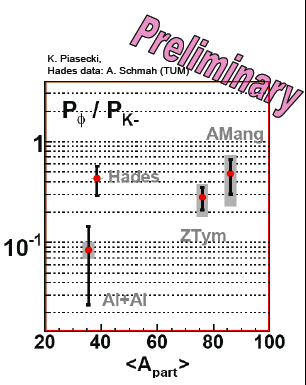 K. Piasecki,
Hades data: A. Schmah (TUM)
Preliminary
Pϕ / PK-
AMang
1
Hades
ZTym
10-1
Al+Al
20 40 60 80 100
<Apart>